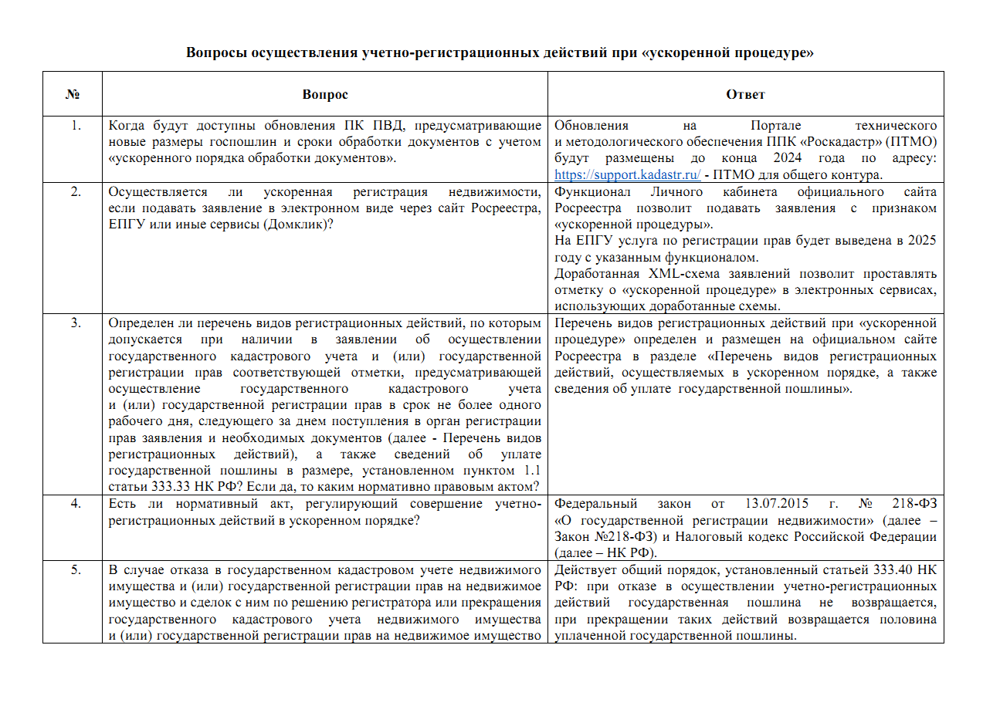 Вопросы осуществления учетно-регистрационных действий при «ускоренной процедуре»
№
Вопрос
Ответ
1.
Когда будут доступны обновления ПК ПВД, предусматривающие
новые размеры госпошлин и сроки обработки документов с учетом
«ускоренного порядка обработки документов».
Обновления на Портале технического
и методологического обеспечения ППК «Роскадастр» (ПТМО)
будут размещены до конца 2024 года по адресу:
https://support.kadastr.ru/ - ПТМО для общего контура.
2.
Осуществляется ли ускоренная регистрация недвижимости,
если подавать заявление в электронном виде через сайт Росреестра,
ЕПГУ или иные сервисы (Домклик)?
Функционал Личного кабинета официального сайта
Росреестра позволит подавать заявления с признаком
«ускоренной процедуры».
На ЕПГУ услуга по регистрации прав будет выведена в 2025
году с указанным функционалом.
Доработанная XML-схема заявлений позволит проставлять
отметку о «ускоренной процедуре» в электронных сервисах,
использующих доработанные схемы.
3.
Определен ли перечень видов регистрационных действий, по которым
допускается при наличии в заявлении об осуществлении
государственного кадастрового учета и (или) государственной
регистрации прав соответствующей отметки, предусматривающей
осуществление государственного кадастрового учета
и (или) государственной регистрации прав в срок не более одного
рабочего дня, следующего за днем поступления в орган регистрации
прав заявления и необходимых документов (далее - Перечень видов
регистрационных действий), а также сведений об уплате
государственной пошлины в размере, установленном пунктом 1.1
статьи 333.33 НК РФ? Если да, то каким нормативно правовым актом?
Перечень видов регистрационных действий при «ускоренной
процедуре» определен и размещен на официальном сайте
Росреестра в разделе «Перечень видов регистрационных
действий, осуществляемых в ускоренном порядке, а также
сведения об уплате государственной пошлины».
4.
Есть ли нормативный акт, регулирующий совершение учетно-
регистрационных действий в ускоренном порядке?
Федеральный закон от 13.07.2015 г. № 218-ФЗ
«О государственной регистрации недвижимости» (далее –
Закон №218-ФЗ) и Налоговый кодекс Российской Федерации
(далее – НК РФ).
5.
В случае отказа в государственном кадастровом учете недвижимого
имущества и (или) государственной регистрации прав на недвижимое
имущество и сделок с ним по решению регистратора или прекращения
государственного кадастрового учета недвижимого имущества
и (или) государственной регистрации прав на недвижимое имущество
Действует общий порядок, установленный статьей 333.40 НК
РФ: при отказе в осуществлении учетно-регистрационных
действий государственная пошлина не возвращается,
при прекращении таких действий возвращается половина
уплаченной государственной пошлины.